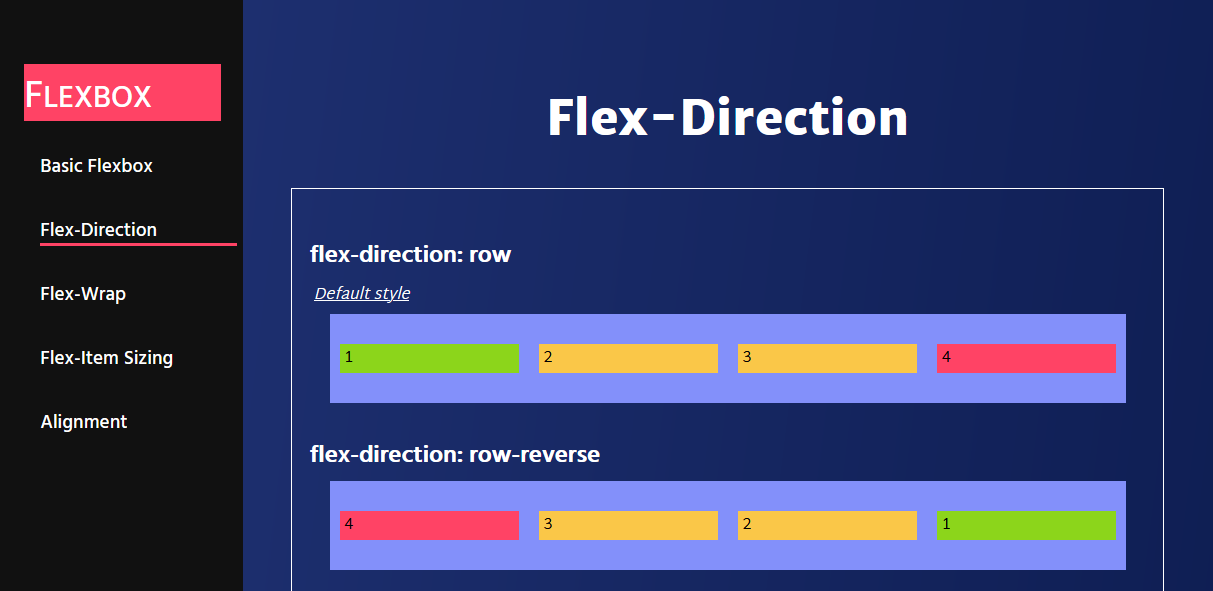 FLEXBOX
Basic Flexbox
Flex-Direction
Flex-Wrap
Flex-Item Sizing
Alignment
Flex-Direction
flex-direction: row
Default style
1 2 3 4
flex-direction: row-reverse
4 3 2 1